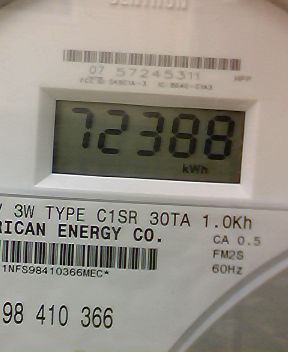 07 57245311
72388
kWh
3W TYPE C1SR 30TA 1.0Kh
RICAN ENERGY CO.
CA 0.5
FM2S
60Hz
1NFS98410366MEC*
98 410 366